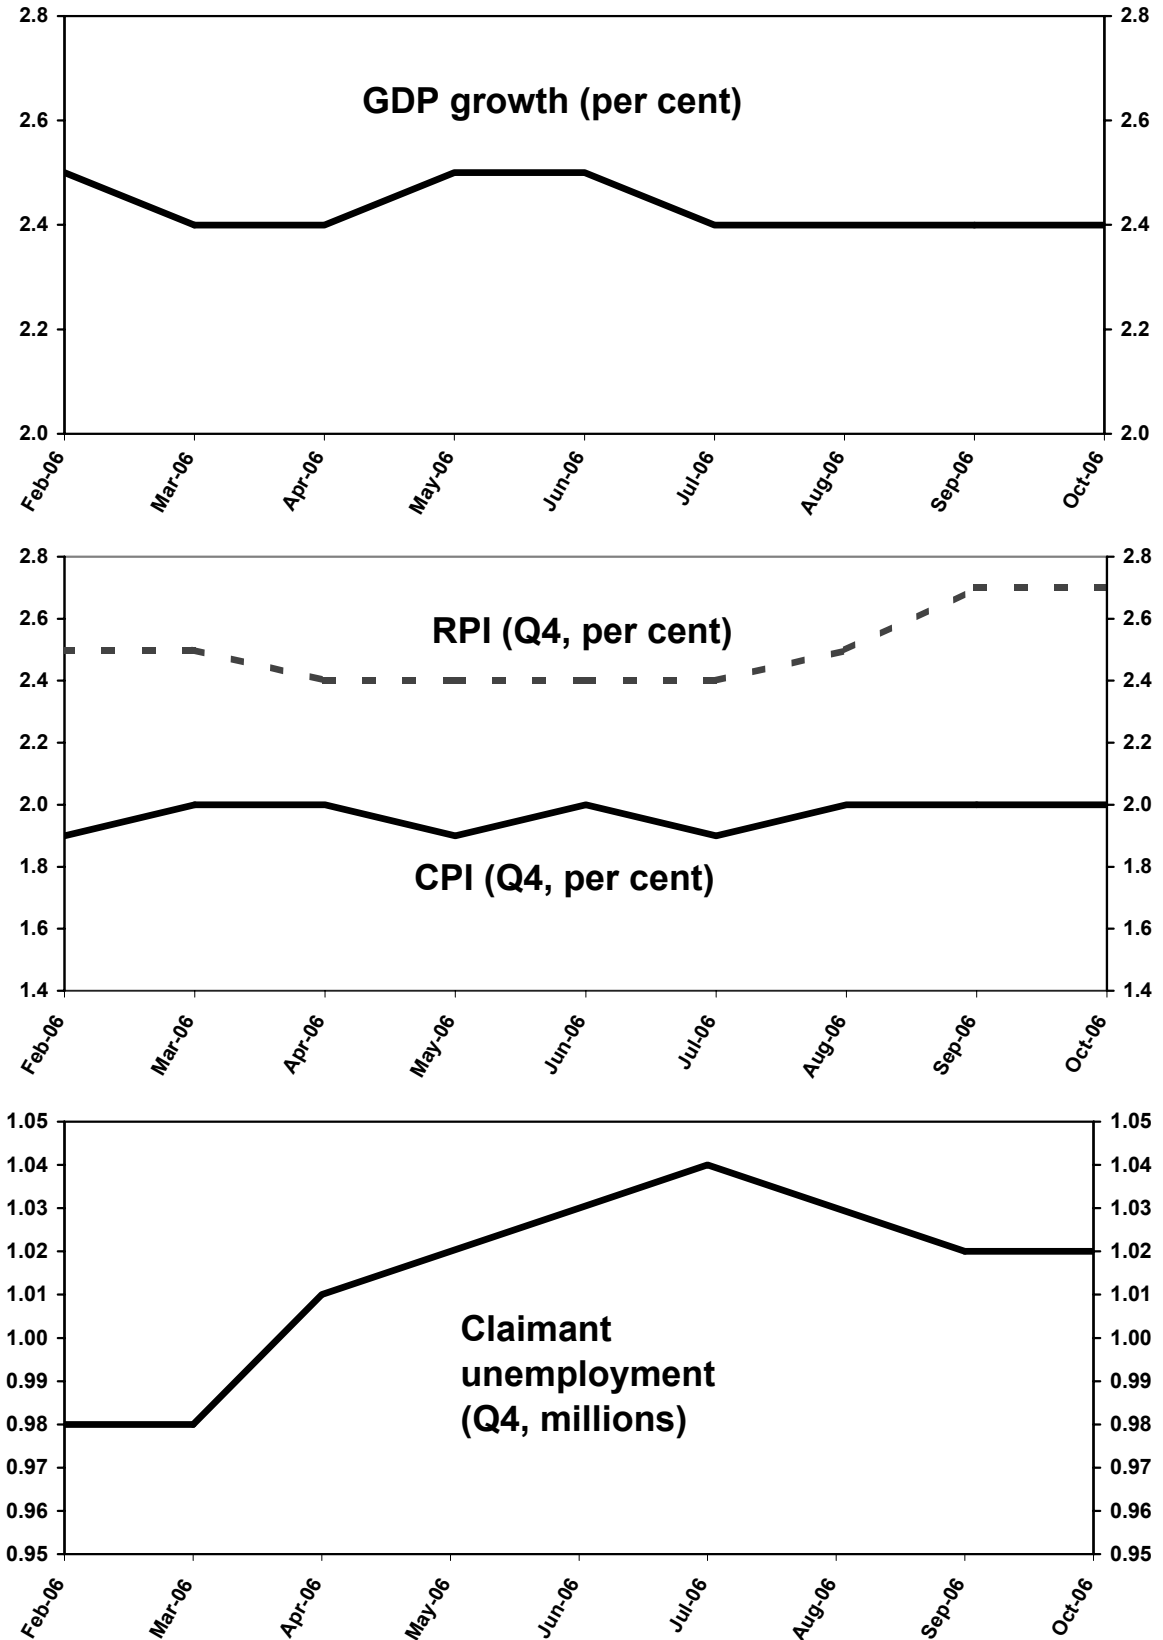 2.8 2.8
GDP growth (per cent)
2.6 2.6
2.4 2.4
2.2 2.2
2.0 2.0
Feb-06 Mar-06 Apr-06 May-06 Jun-06 Jul-06 Aug-06 Sep-06 Oct-06
2.8 2.8
2.6 2.6
RPI (Q4, per cent)
2.4 2.4
2.2 2.2
2.0 2.0
1.8 1.8
CPI (Q4, per cent)
1.6 1.6
1.4 1.4
Feb-06 Mar-06 Apr-06 May-06 Jun-06 Jul-06 Aug-06 Sep-06 Oct-06
1.05 1.05
1.04 1.04
1.03 1.03
1.02 1.02
1.01 1.01
1.00 1.00
Claimant
0.99 0.99
unemployment
0.98 0.98
(Q4, millions)
0.97 0.97
0.96 0.96
0.95 0.95
Feb-06 Mar-06 Apr-06 May-06 Jun-06 Jul-06 Aug-06 Sep-06 Oct-06